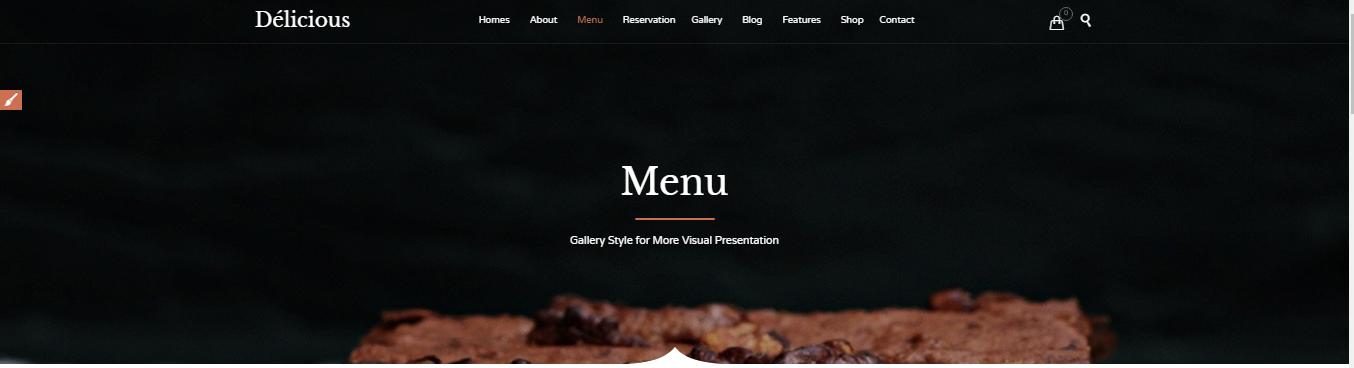 Délicious
Homes About Menu Reservation Gallery Blog Features Shop Contact
0
Menu
Gallery Style for More Visual Presentation